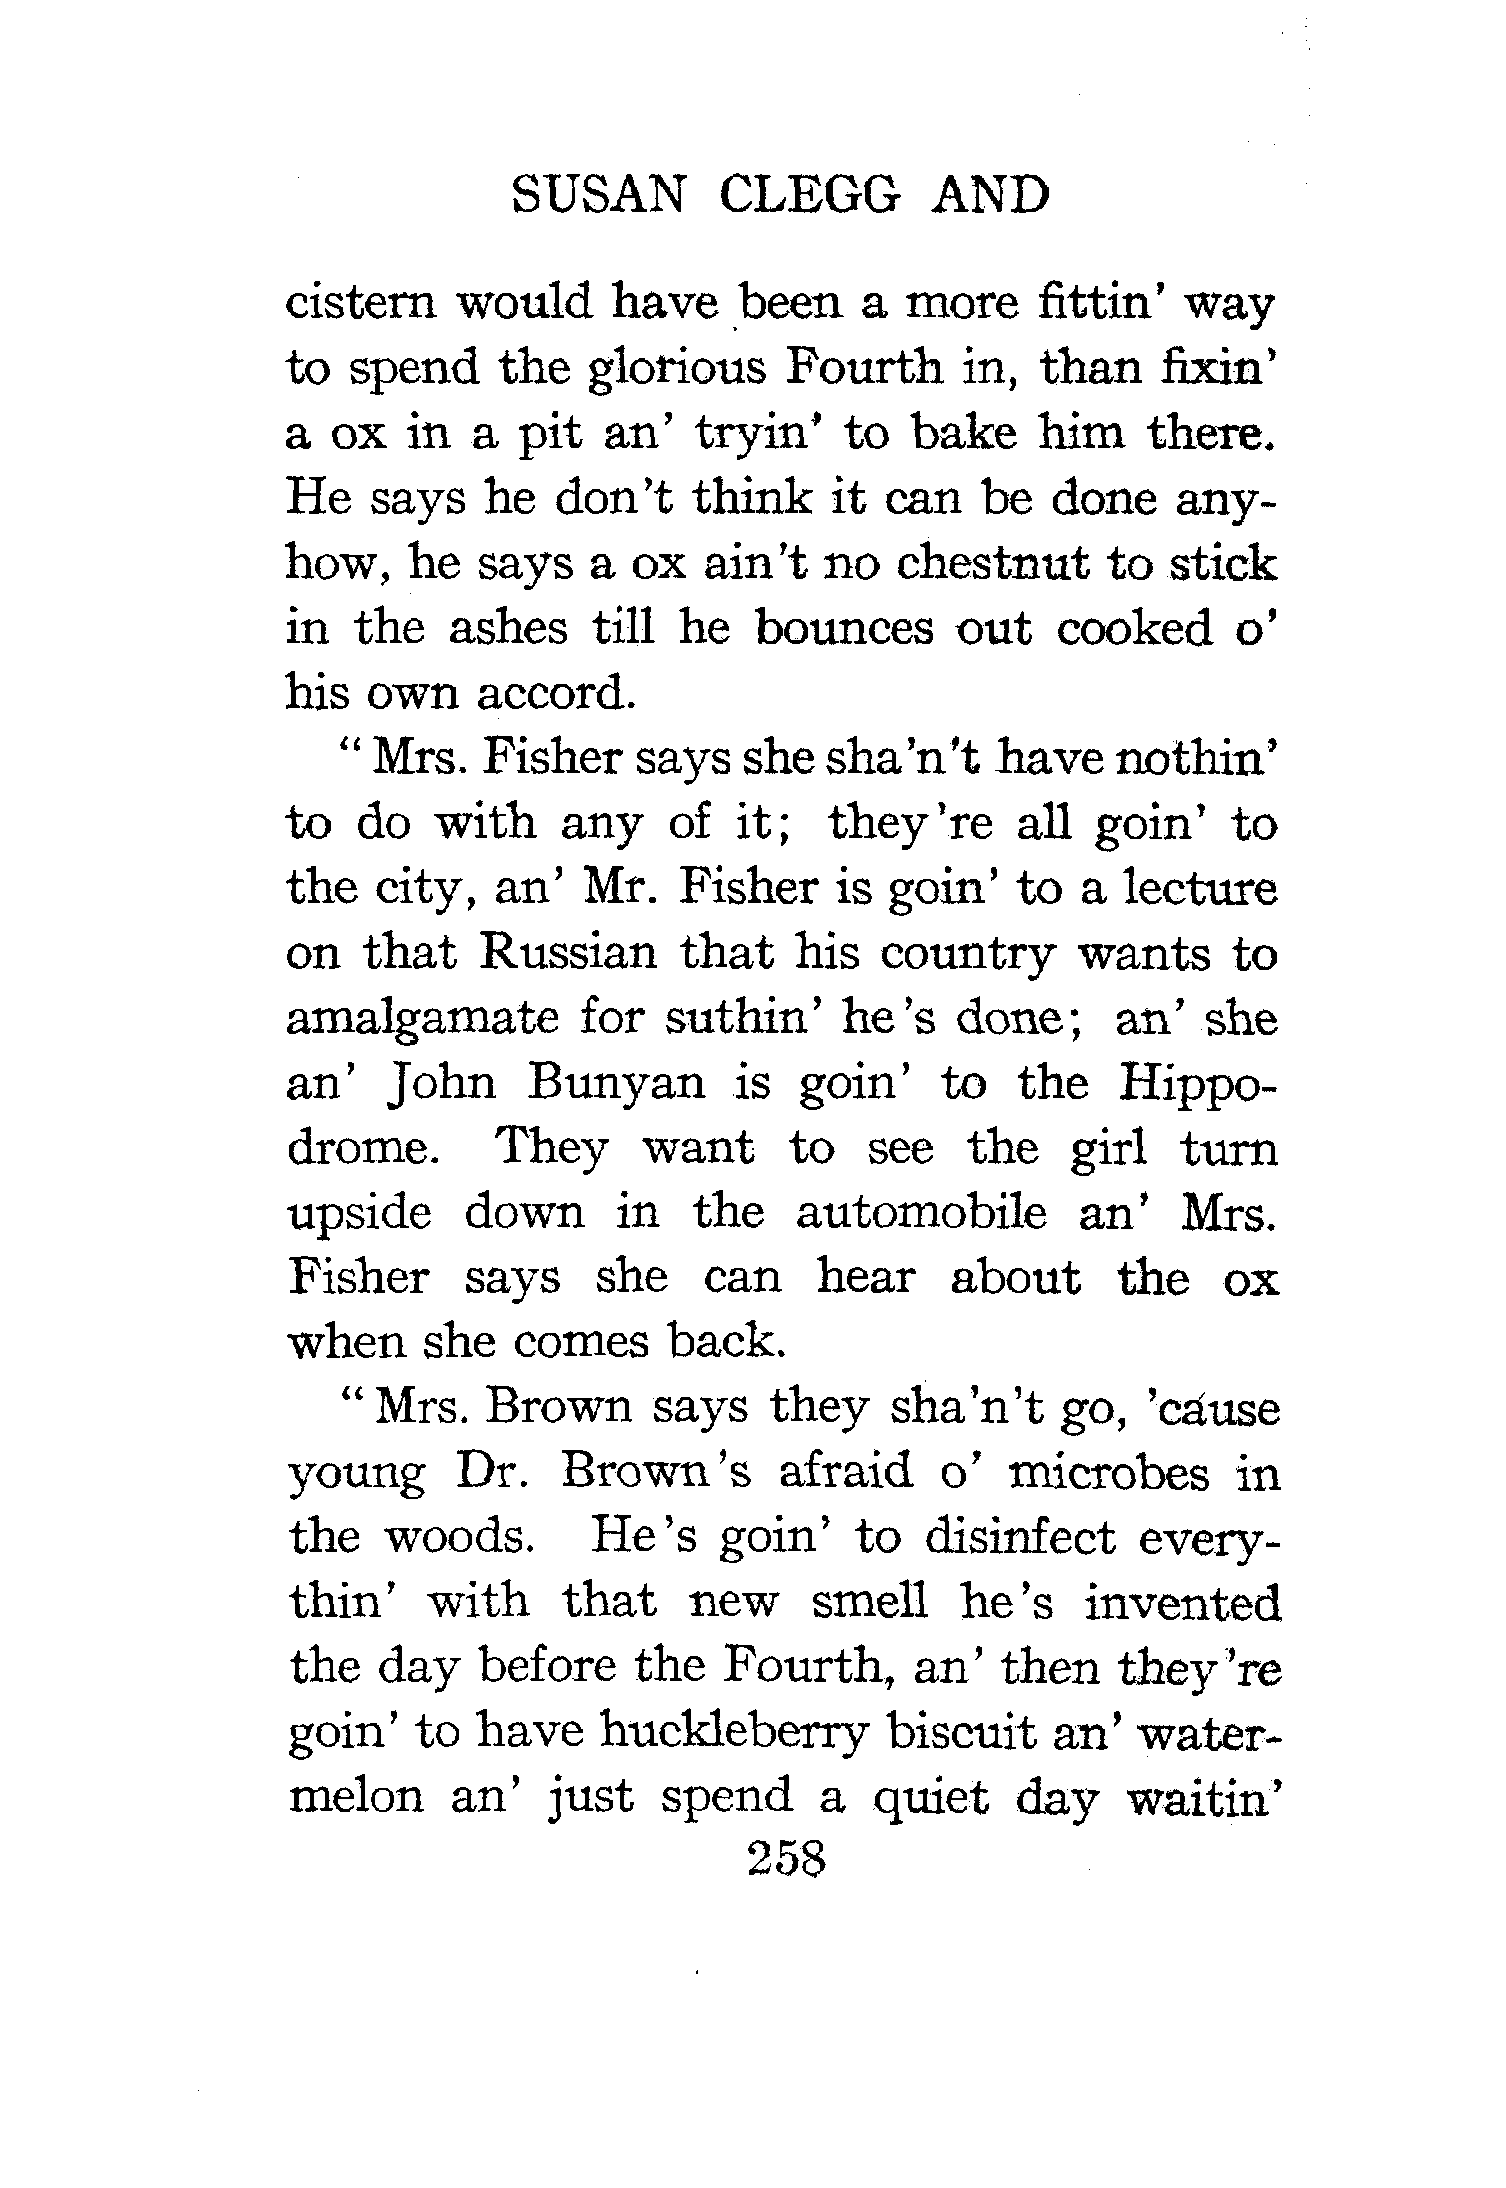 SUSAN CLEGG AND
cistern would have been a more fittin' way
to spend the glorious Fourth in, than fixin'
a ox in a pit an' tryin' to bake him there.
He says he don't think it can be done any-
how, he says a ox ain't no chestnut to stick
in the ashes till he bounces out cooked o'
his own accord.
" Mrs. Fisher says she sha'n't have nothin'
to do with any of it; they 're all goin' to
the city, an' Mr. Fisher is goin' to a lecture
on that Russian that his country wants to
amalgamate for suthin' he 's done; an' she
an' John Bunyan is goin' to the Hippo-
drome. They want to see the girl turn
upside down in the automobile an' Mrs.
Fisher says she can hear about the ox
when she comes back.
" Mrs. Brown says they sha'n't go, 'cause
young Dr. Brown 's afraid o' microbes in
the woods. He 's goin' to disinfect every-
thin' with that new smell he 's invented
the day before the Fourth, an' then they 're
goin' to have huckleberry biscuit an' water-
melon an' just spend a quiet day waitin'
258